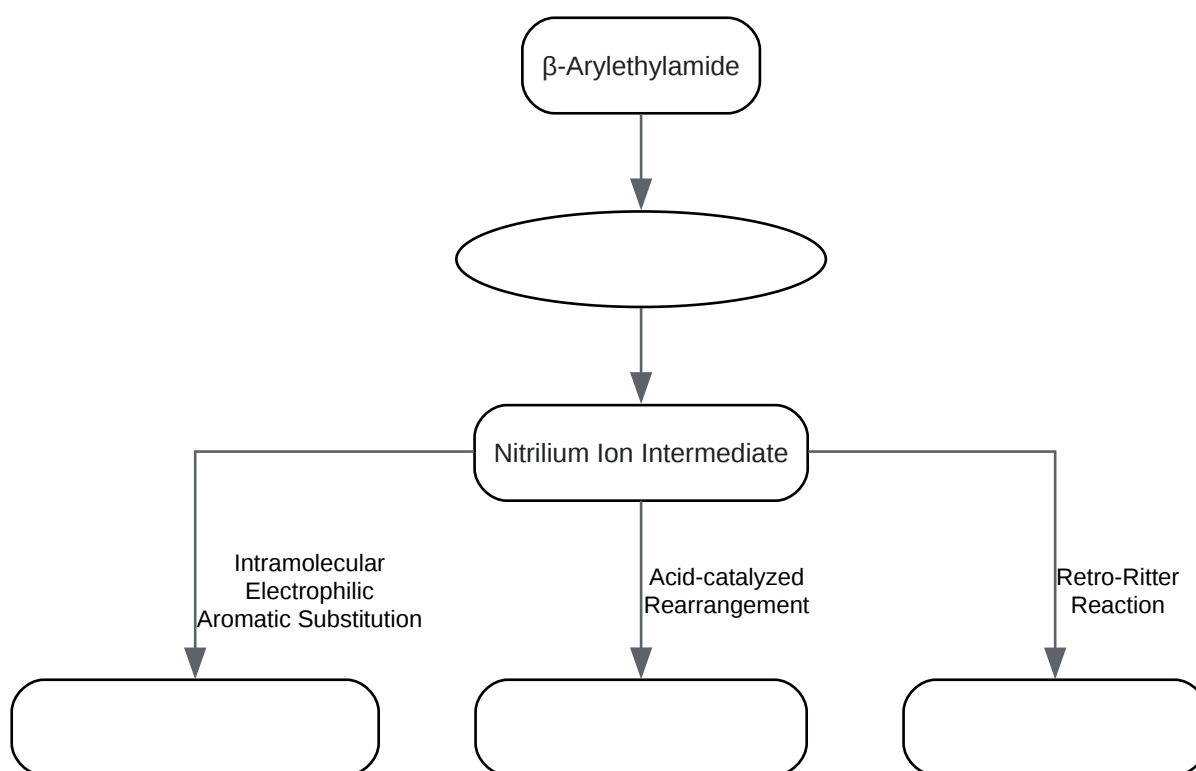 β-Arylethylamide
Nitrilium Ion Intermediate
Intramolecular
Electrophilic
Aromatic Substitution
Acid-catalyzed
Rearrangement
Retro-Ritter
Reaction